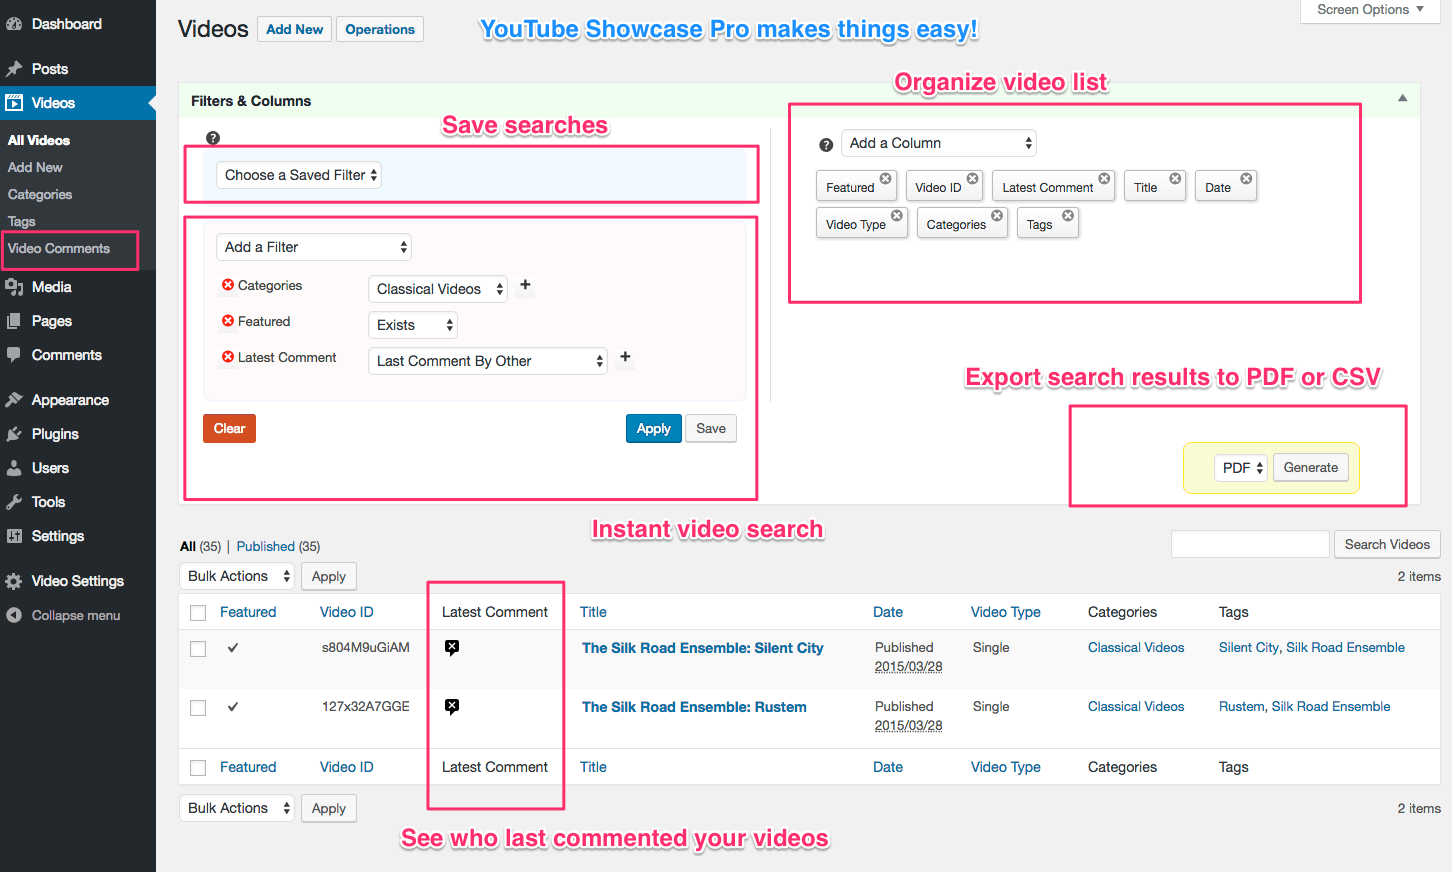 Dashboard
Posts
Videos
All Videos
Add New
Categories
Tags
Video Comments
Media
Pages
Comments
Appearance
Plugins
Users
Tools
Settings
Video Settings
Collapse menu
Videos Add New Operations
YouTube Showcase Pro makes things easy!
Screen Options
Filters & Columns
Save searches
Organize video list
?
Choose a Saved Filter
Add a Filter
Categories Classical Videos +
Featured Exists
Latest Comment Last Comment By Other +
Clear Apply Save
? Add a Column
Featured Video ID Latest Comment Title Date
Video Type Categories Tags
Export search results to PDF or CSV
PDF Generate
Instant video search
All (35) | Published (35)
Search Videos
Bulk Actions Apply
2 items
Featured Video ID Latest Comment Title Date Video Type Categories Tags
s804M9uGiAM The Silk Road Ensemble: Silent City Published Single Classical Videos Silent City, Silk Road Ensemble
2015/03/28
127x32A7GGE The Silk Road Ensemble: Rustem Published Single Classical Videos Rustem, Silk Road Ensemble
2015/03/28
Featured Video ID Latest Comment Title Date Video Type Categories Tags
Bulk Actions Apply
2 items
See who last commented your videos